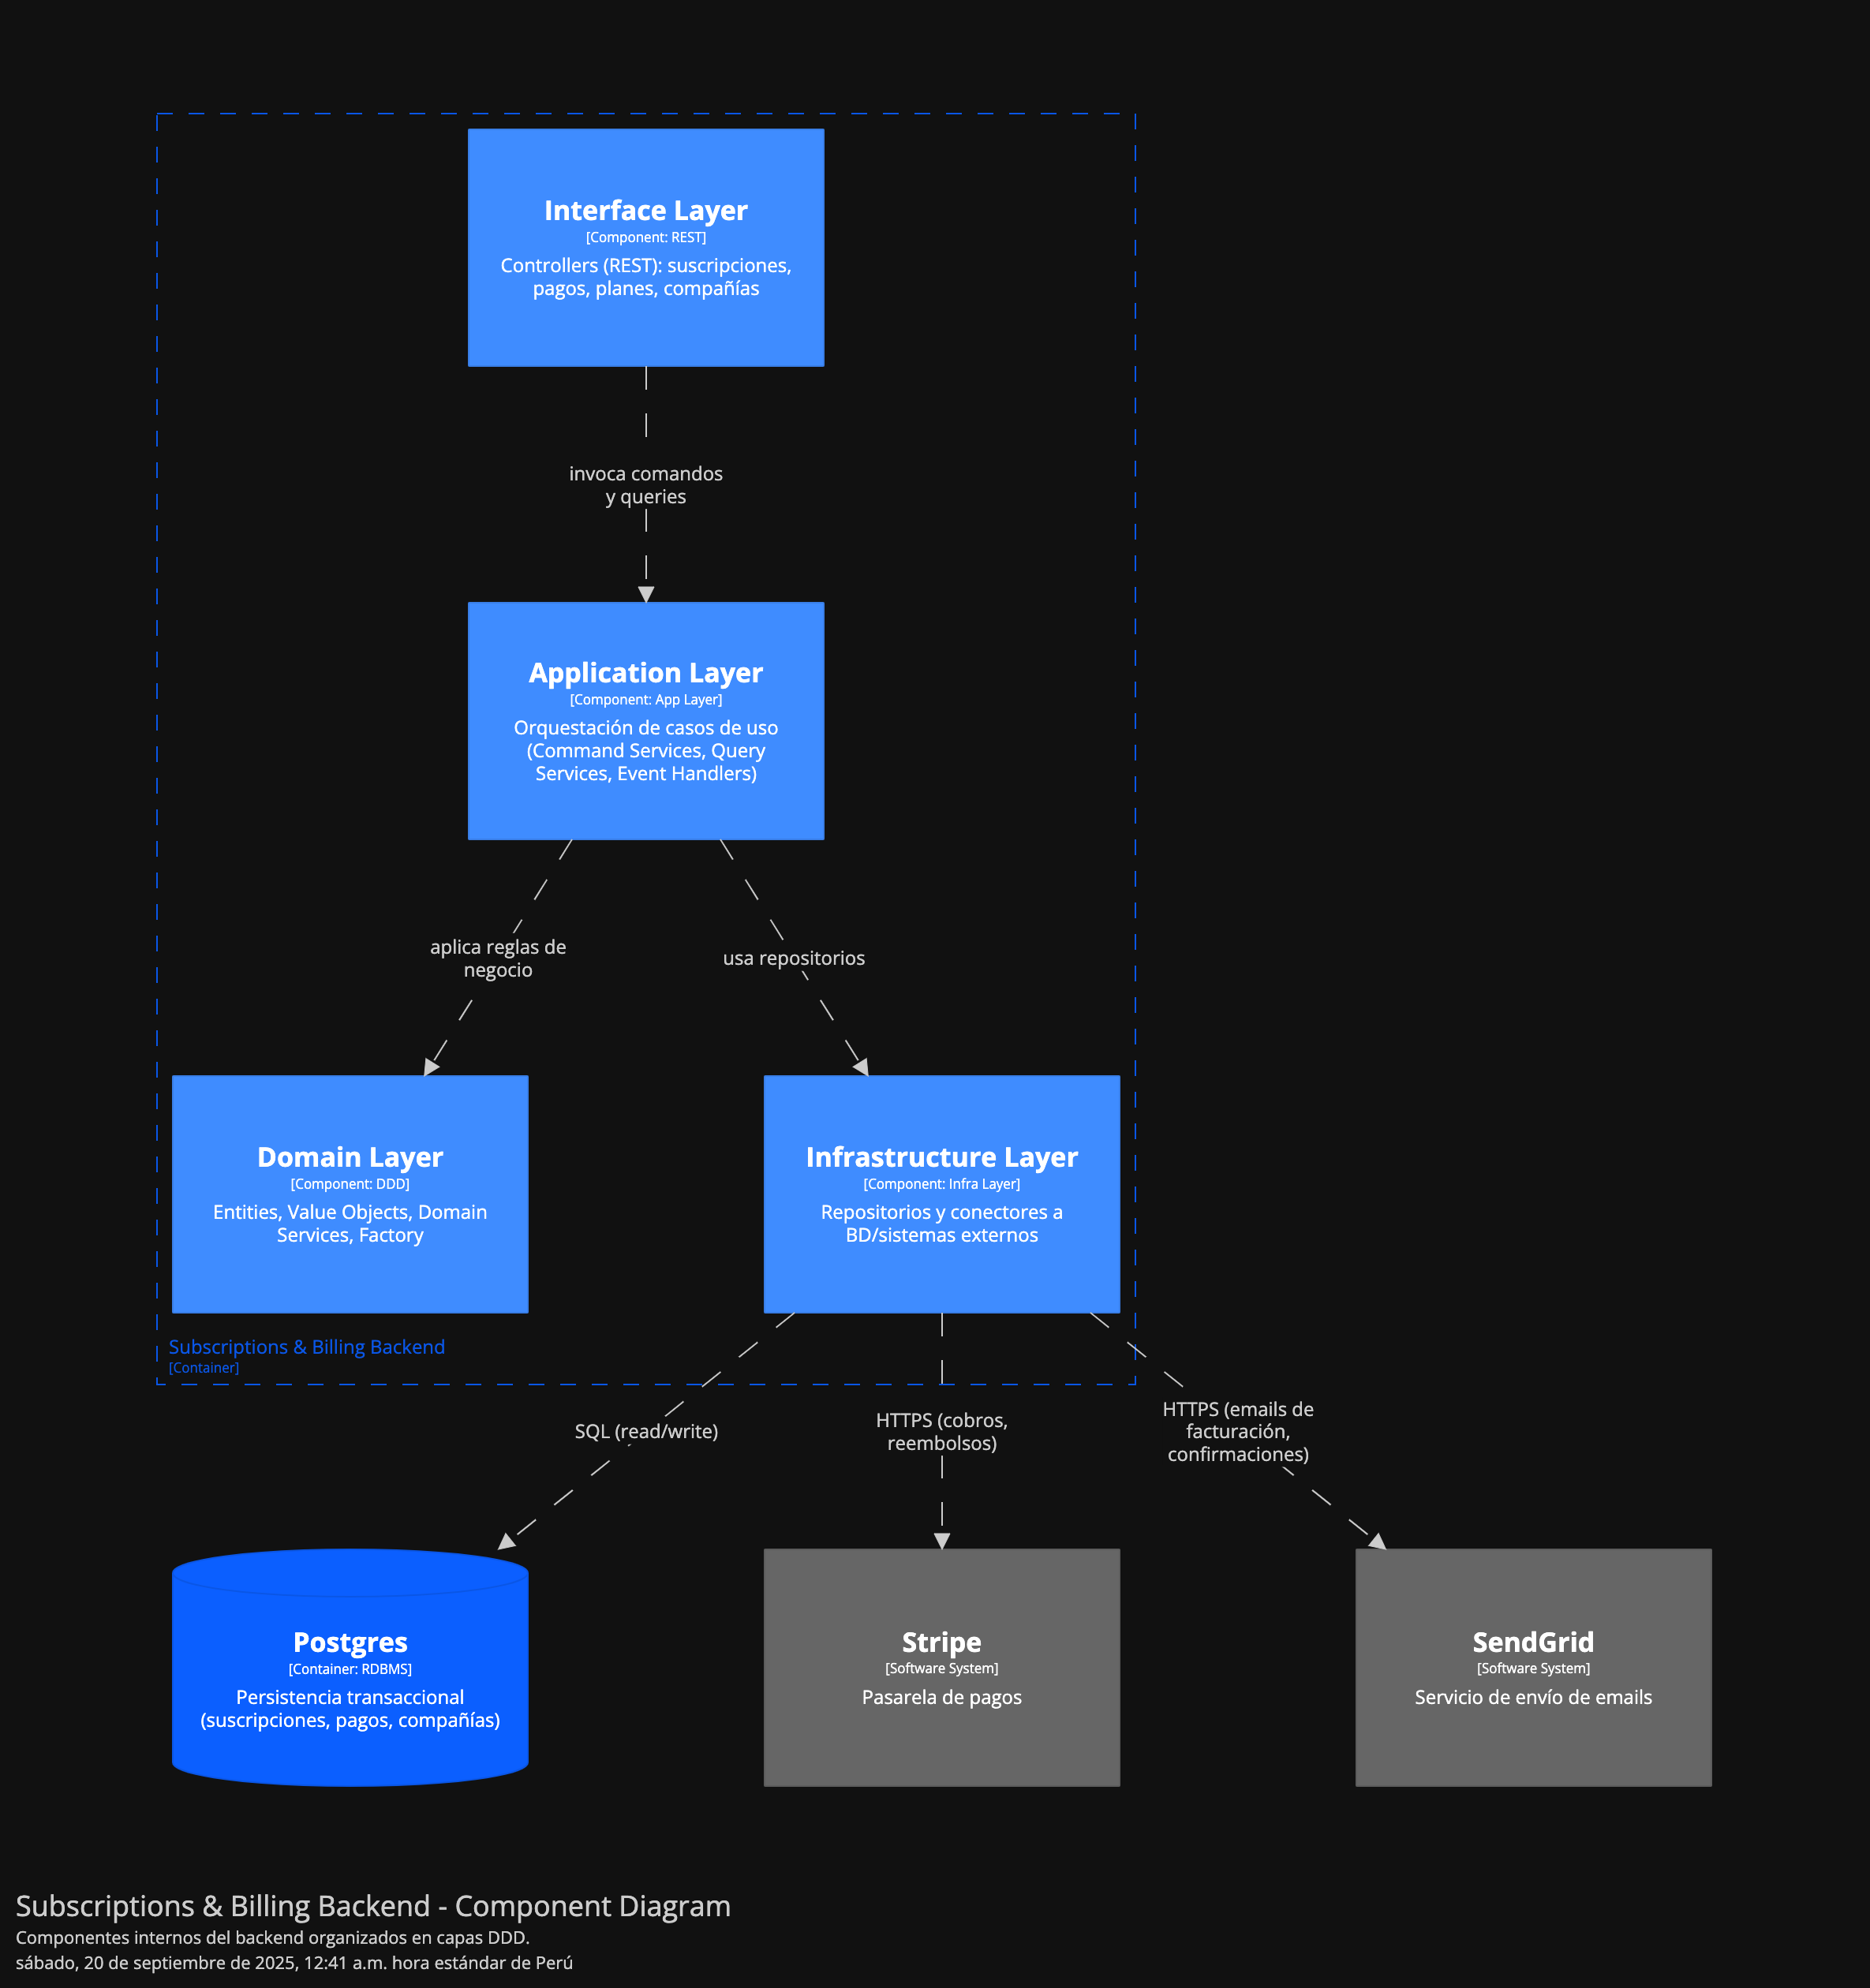 Interface Layer
[Component: REST]
Controllers (REST): suscripciones,
pagos, planes, compañías
invoca comandos
y queries
Application Layer
[Component: App Layer]
Orquestación de casos de uso
(Command Services, Query
Services, Event Handlers)
aplica reglas de
negocio
usa repositorios
Domain Layer
[Component: DDD]
Entities, Value Objects, Domain
Services, Factory
Infrastructure Layer
[Component: Infra Layer]
Repositorios y conectores a
BD/sistemas externos
Subscriptions & Billing Backend
[Container]
SQL (read/write)
HTTPS (cobros,
reembolsos)
HTTPS (emails de
facturación,
confirmaciones)
Postgres
[Container: RDBMS]
Persistencia transaccional
(suscripciones, pagos, compañías)
Stripe
[Software System]
Pasarela de pagos
SendGrid
[Software System]
Servicio de envío de emails
Subscriptions & Billing Backend - Component Diagram
Componentes internos del backend organizados en capas DDD.
sábado, 20 de septiembre de 2025, 12:41 a.m. hora estándar de Perú